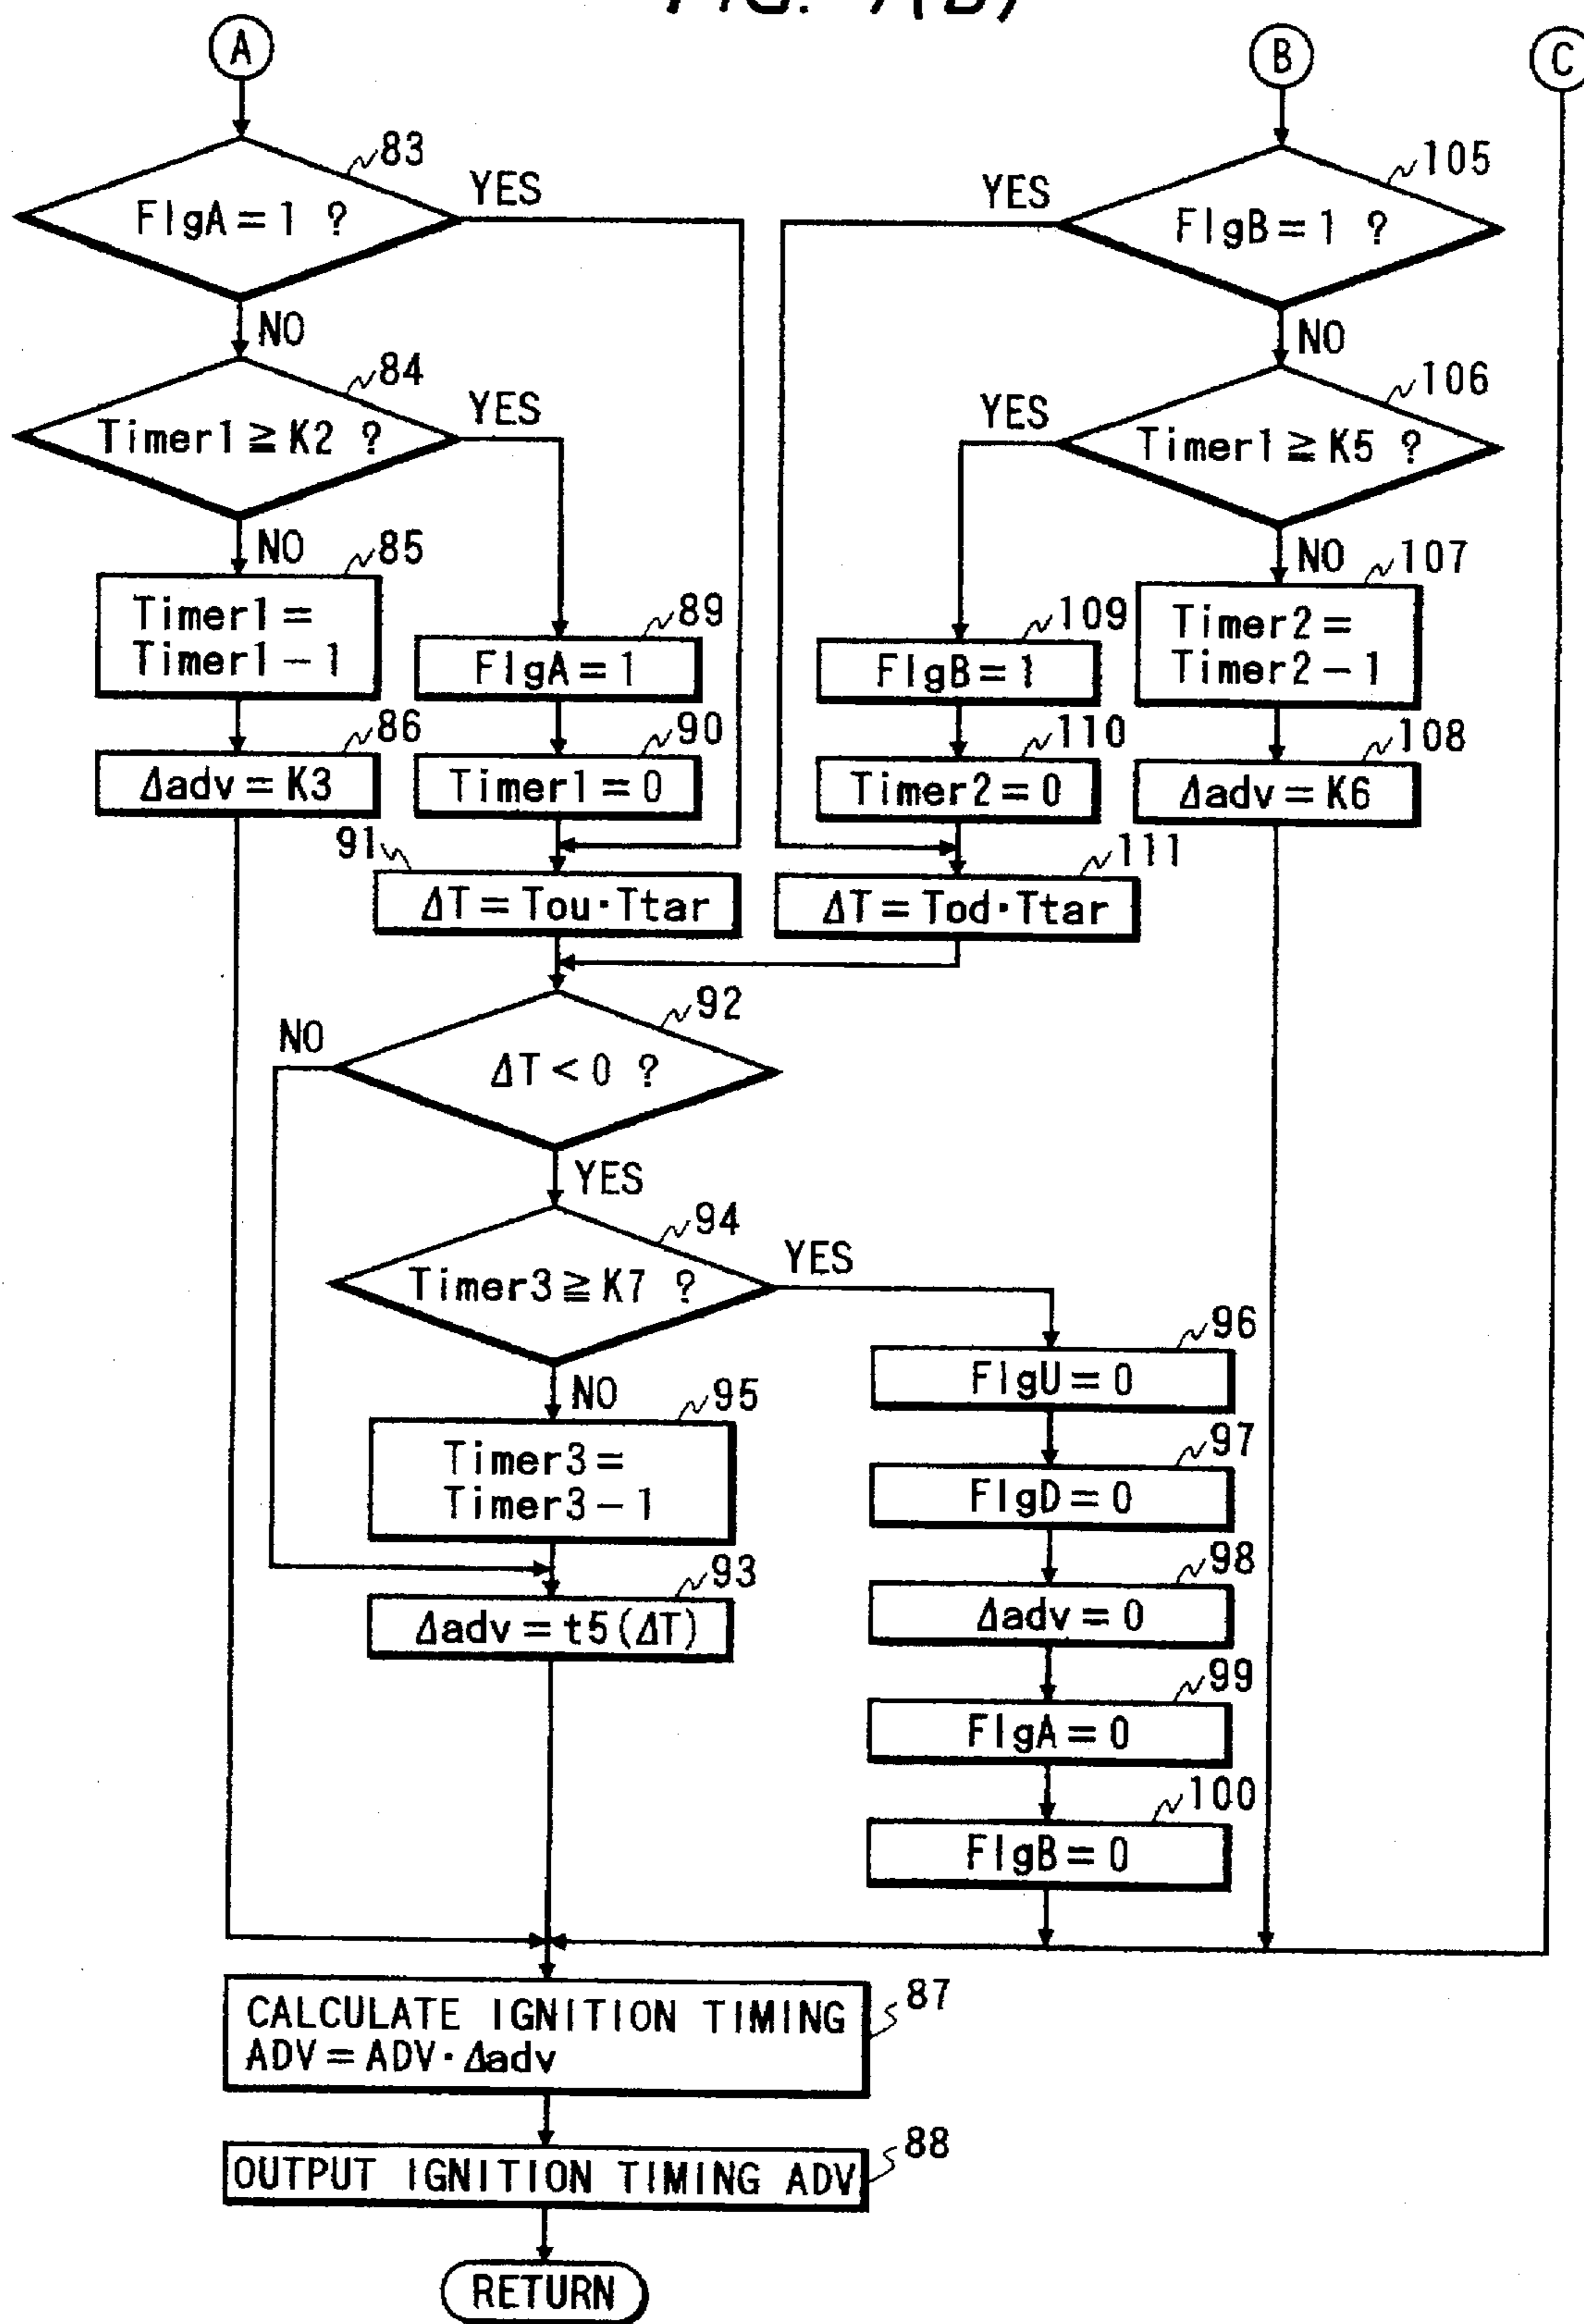 A
B
C
83
FlgA = 1 ?
YES
NO
84
Timer1 ≧ K2 ?
YES
NO
85
Timer1 =
Timer1 − 1
86
Δadv = K3
89
FlgA = 1
90
Timer1 = 0
91
ΔT = Tou·Ttar
105
FlgB = 1 ?
YES
NO
106
Timer1 ≧ K5 ?
YES
NO
107
Timer2 =
Timer2 − 1
108
Δadv = K6
109
FlgB = 1
110
Timer2 = 0
111
ΔT = Tod·Ttar
92
ΔT < 0 ?
NO
YES
94
Timer3 ≧ K7 ?
YES
NO
95
Timer3 =
Timer3 − 1
93
Δadv = t5(ΔT)
96
FlgU = 0
97
FlgD = 0
98
Δadv = 0
99
FlgA = 0
100
FlgB = 0
87
CALCULATE IGNITION TIMING
ADV = ADV·Δadv
88
OUTPUT IGNITION TIMING ADV
RETURN